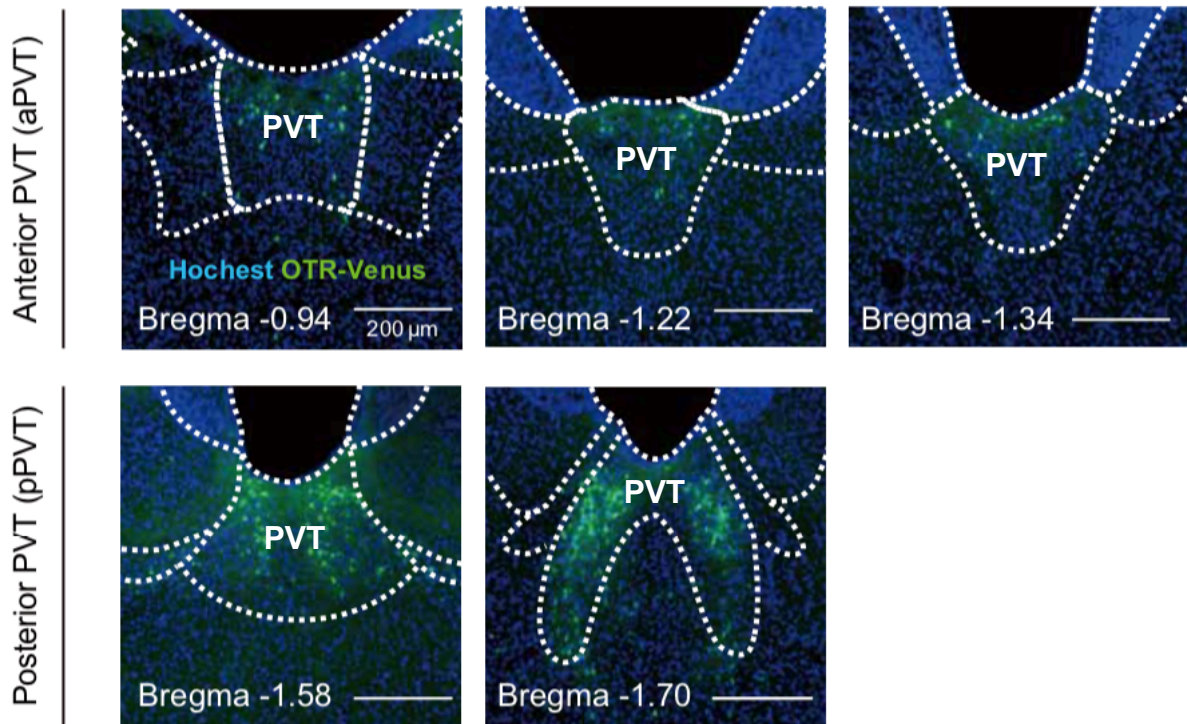 Anterior PVT (aPVT)
PVT
Hochest OTR-Venus
Bregma -0.94
200 µm
PVT
Bregma -1.22
PVT
Bregma -1.34
Posterior PVT (pPVT)
PVT
Bregma -1.58
PVT
Bregma -1.70